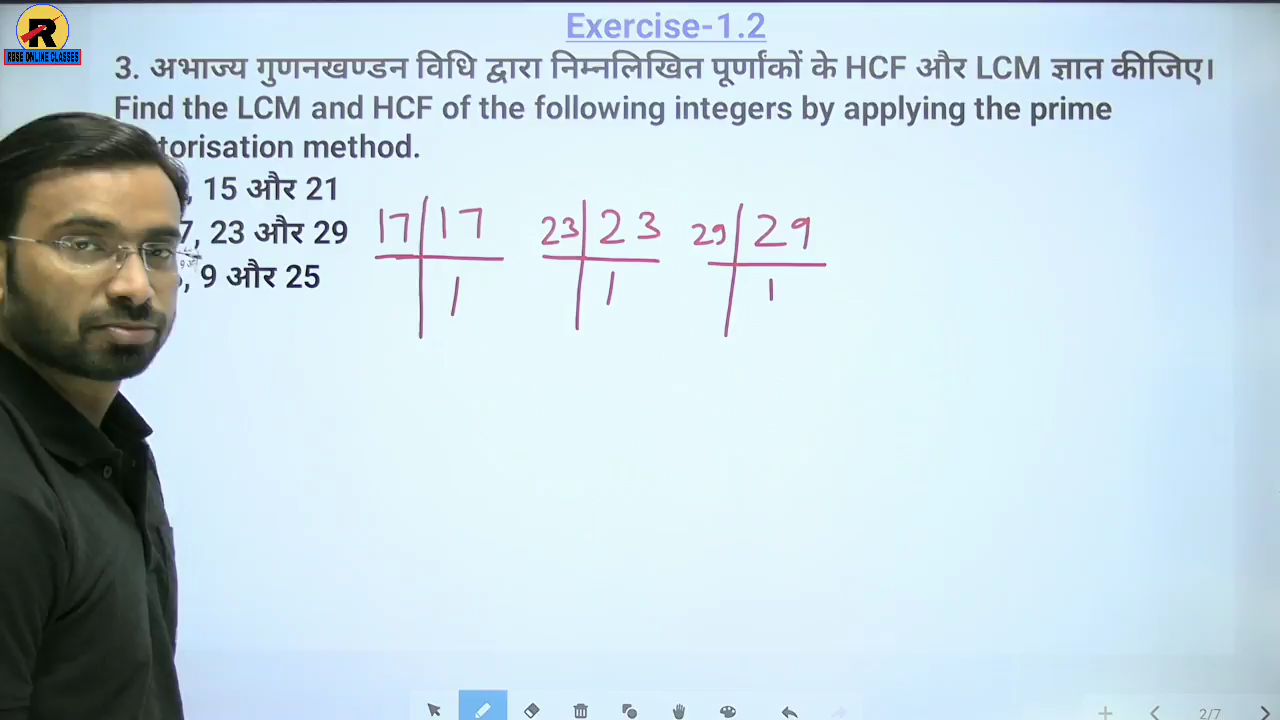 Exercise-1.2
R
RBSE ONLINE CLASSES
3. अभाज्य गुणनखण्डन विधि द्वारा निम्नलिखित पूर्णांकों के HCF और LCM ज्ञात कीजिए।
Find the LCM and HCF of the following integers by applying the prime
torisation method.
, 15 और 21
7, 23 और 29
, 9 और 25
17 17 23 23 29 29
1 1 1
2/7